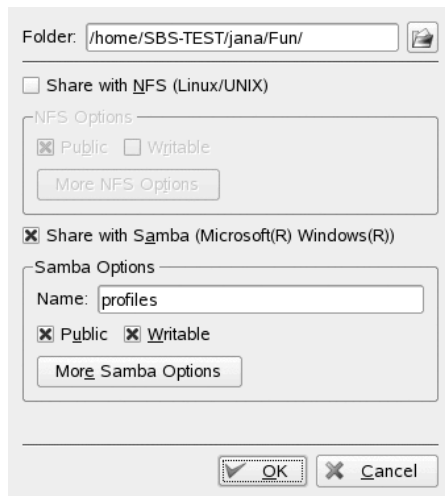 Folder: /home/SBS-TEST/jana/Fun/
Share with NFS (Linux/UNIX)
NFS Options
Public Writable
More NFS Options
Share with Samba (Microsoft(R) Windows(R))
Samba Options
Name: profiles
Public Writable
More Samba Options
OK Cancel